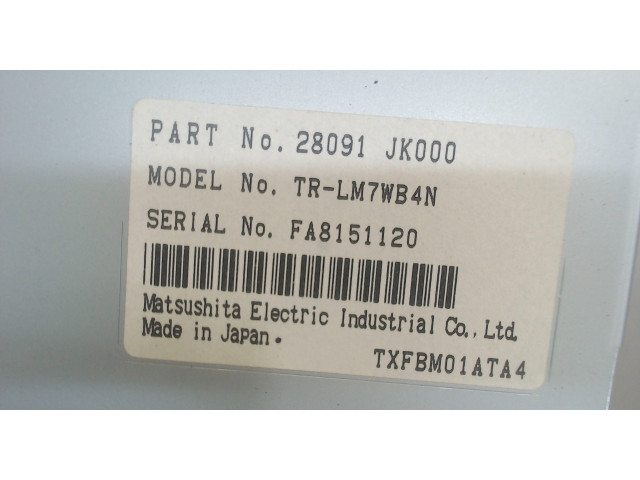 PART No. 28091 JK000
MODEL No. TR-LM7WB4N
SERIAL No. FA8151120
Matsushita Electric Industrial Co., Ltd.
Made in Japan.
TXFBM01ATA4